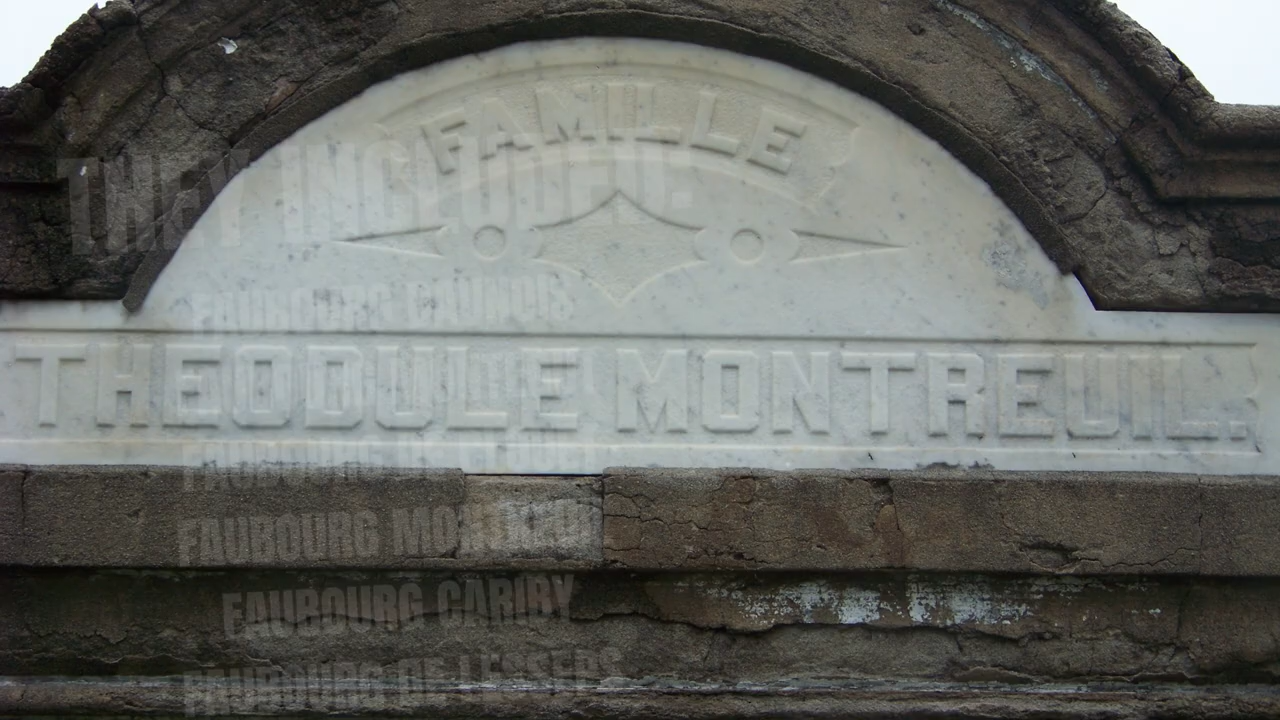 FAMILLE
THEY INCLUDED:
FAUBOURG DAUNOIS
THEODULE MONTREUIL.
FAUBOURG
FAUBOURG MONTREUIL
FAUBOURG CARIBY
FAUBOURG DE LESSEPS